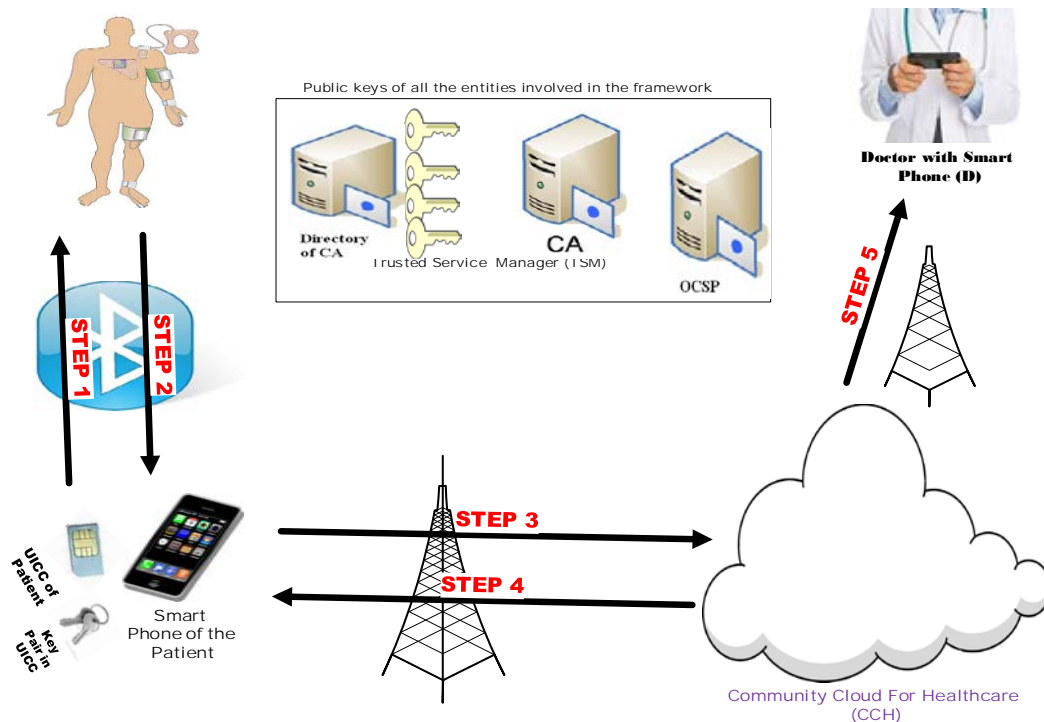 Public keys of all the entities involved in the framework
Directory
of CA
CA
OCSP
Trusted Service Manager (TSM)
Doctor with Smart
Phone (D)
STEP 1
STEP 2
STEP 5
STEP 3
STEP 4
UICC of
Patient
Key
Pair in
UICC
Smart
Phone of the
Patient
Community Cloud For Healthcare
(CCH)